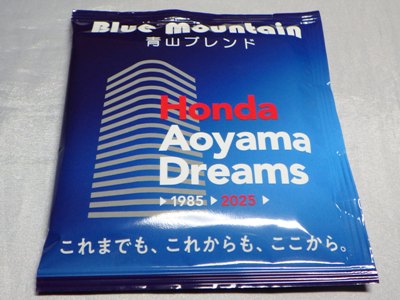 Blue Mountain
青山ブレンド
Honda
Aoyama
Dreams
▶1985▶2025▶
これまでも、これからも、ここから。